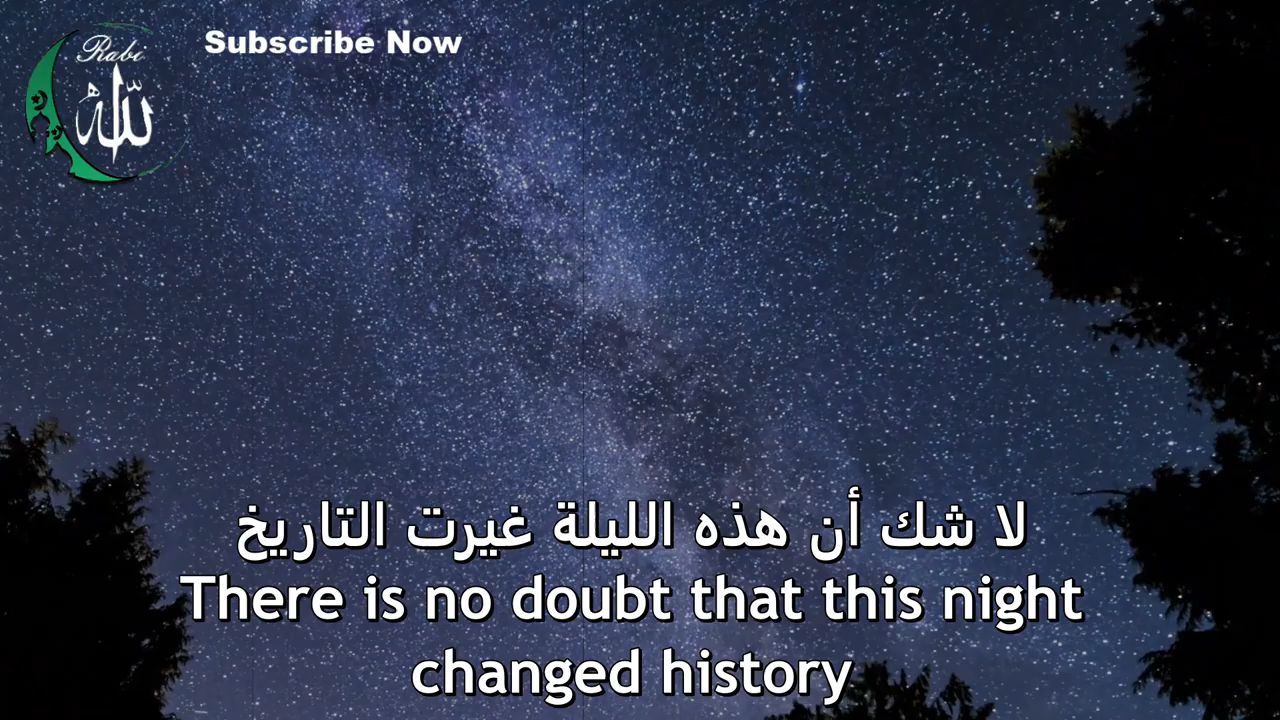 Rabi
الله
Subscribe Now
لا شك أن هذه الليلة غيرت التاريخ
There is no doubt that this night
changed history